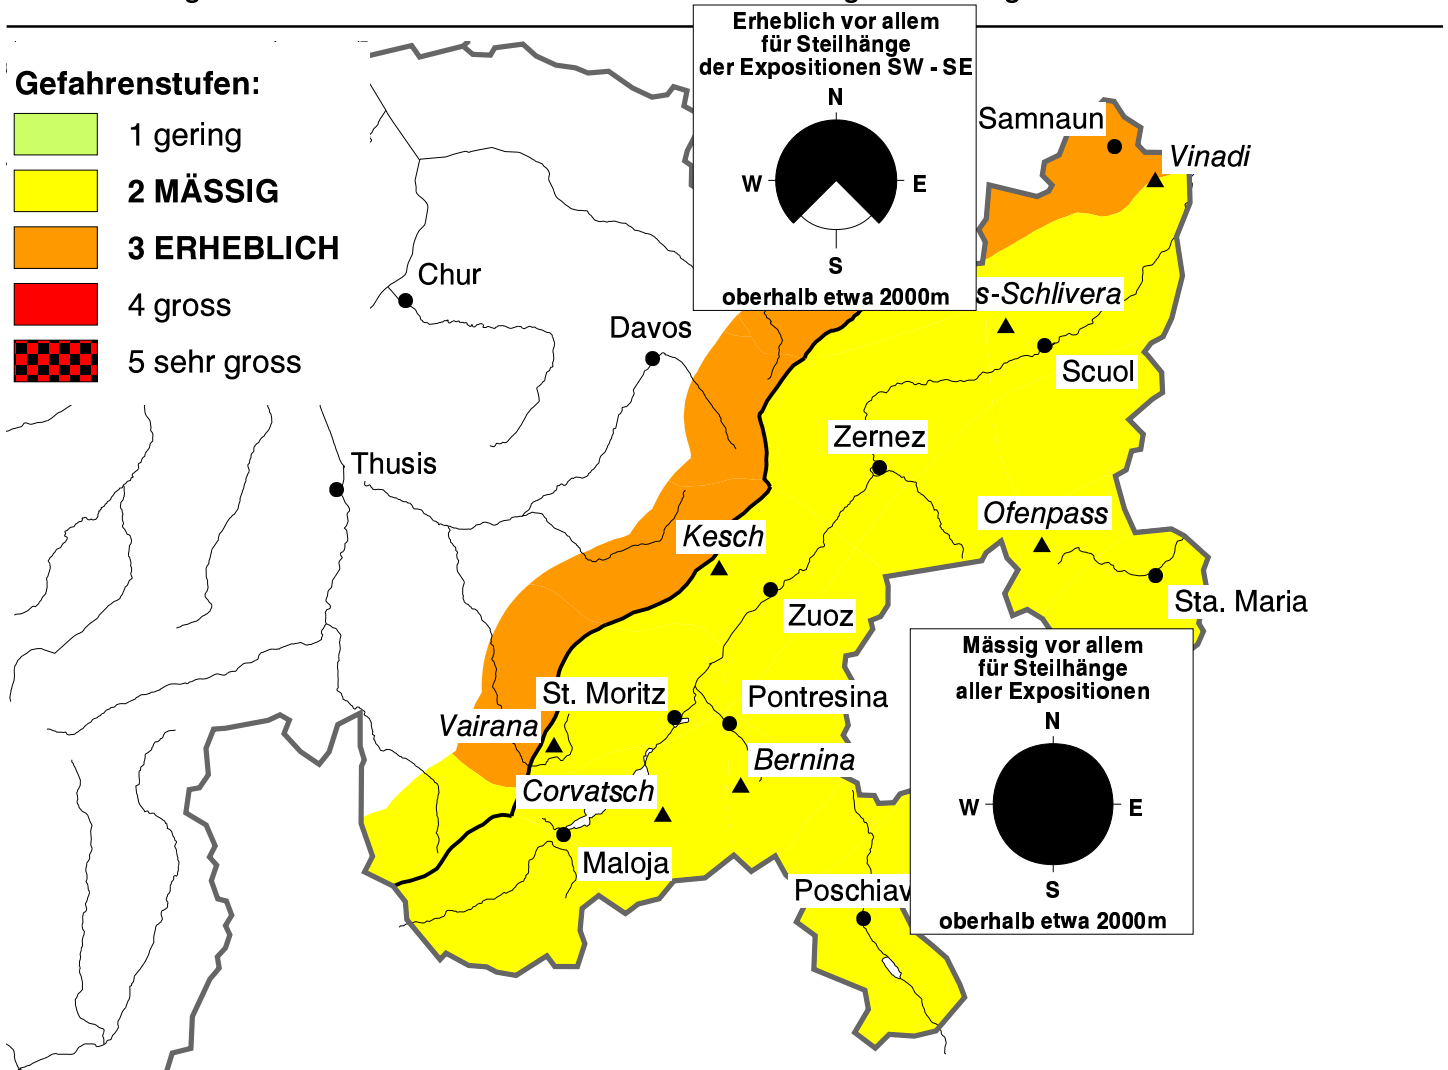 Erheblich vor allem
für Steilhänge
der Expositionen SW - SE
N
W
E
S
oberhalb etwa 2000m
Gefahrenstufen:
1 gering
2 MÄSSIG
3 ERHEBLICH
4 gross
5 sehr gross
Samnaun
Vinadi
Chur
s-Schlivera
Davos
Scuol
Zernez
Thusis
Ofenpass
Kesch
Zuoz
Sta. Maria
St. Moritz
Pontresina
Vairana
Bernina
Corvatsch
Maloja
Poschiav
Mässig vor allem
für Steilhänge
aller Expositionen
N
W
E
S
oberhalb etwa 2000m